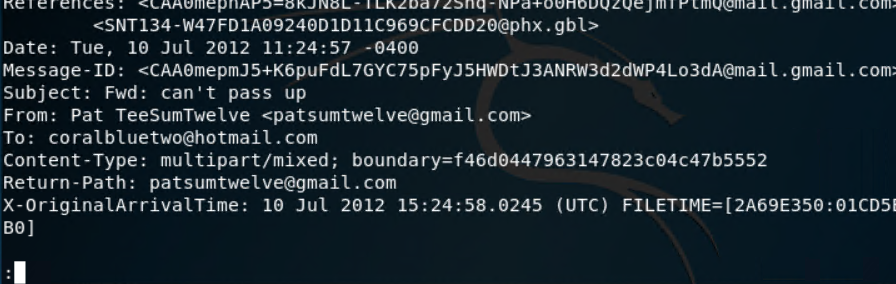 References: <CAA0mephAP5=8kJN8L-TLK2ba72Shq-NPa+o0H6DQzQejmfPtmQ@mail.gmail.com>
<SNT134-W47FD1A09240D1D11C969CFCDD20@phx.gbl>
Date: Tue, 10 Jul 2012 11:24:57 -0400
Message-ID: <CAA0mepmJ5+K6puFdL7GYC75pFyJ5HWDtJ3ANRW3d2dWP4Lo3dA@mail.gmail.com>
Subject: Fwd: can't pass up
From: Pat TeeSumTwelve <patsumtwelve@gmail.com>
To: coralbluetwo@hotmail.com
Content-Type: multipart/mixed; boundary=f46d0447963147823c04c47b5552
Return-Path: patsumtwelve@gmail.com
X-OriginalArrivalTime: 10 Jul 2012 15:24:58.0245 (UTC) FILETIME=[2A69E350:01CD5E
B0]
: